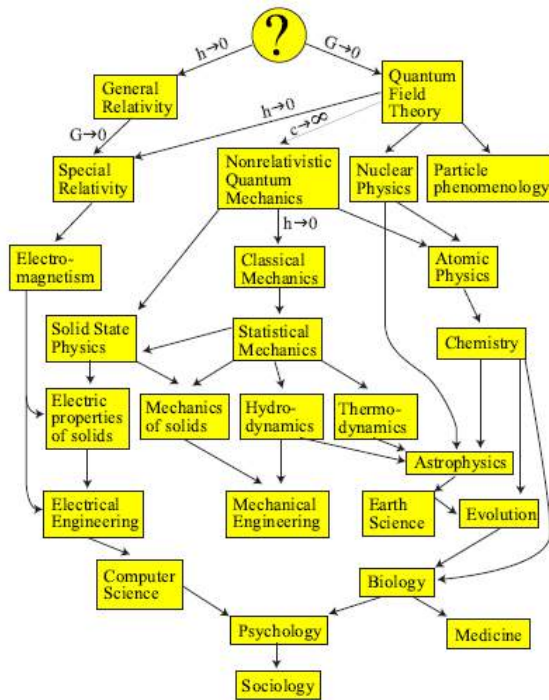 ?
h→0
G→0
General
Relativity
Quantum
Field
Theory
G→0
h→0
c→∞
Special
Relativity
Nonrelativistic
Quantum
Mechanics
Nuclear
Physics
Particle
phenomenology
h→0
Electro-
magnetism
Classical
Mechanics
Atomic
Physics
Solid State
Physics
Statistical
Mechanics
Chemistry
Electric
properties
of solids
Mechanics
of solids
Hydro-
dynamics
Thermo-
dynamics
Astrophysics
Electrical
Engineering
Mechanical
Engineering
Earth
Science
Evolution
Computer
Science
Biology
Psychology
Medicine
Sociology